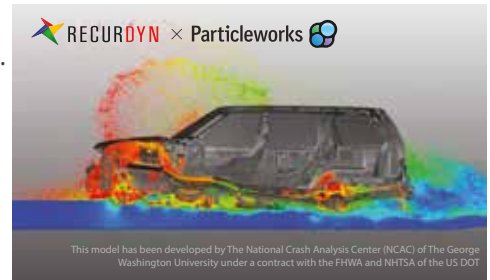 RECURDYN × Particleworks
This model has been developed by The National Crash Analysis Center (NCAC) of The George
Washington University under a contract with the FHWA and NHTSA of the US DOT